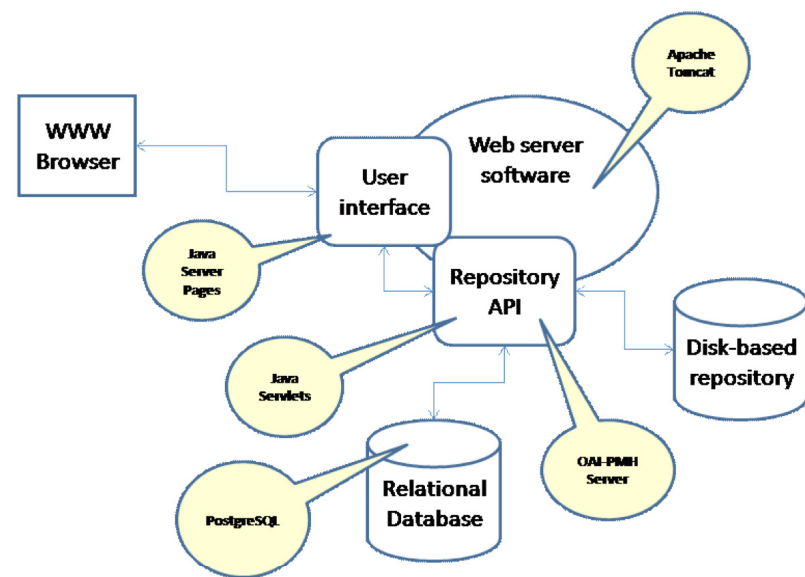 Apache
Tomcat
WWW
Browser
Web server
software
User
interface
Java
Server
Pages
Repository
API
Disk-based
repository
Java
Servlets
OAI-PMH
Server
Relational
Database
PostgreSQL